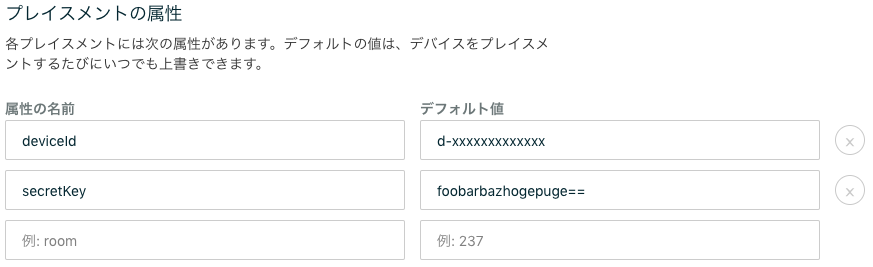 プレイスメントの属性
各プレイスメントには次の属性があります。デフォルトの値は、デバイスをプレイスメ
ントするたびにいつでも上書きできます。
属性の名前 デフォルト値
deviceId d-xxxxxxxxxxxxx x
secretKey foobarbazhogepuge== x
例: room 例: 237